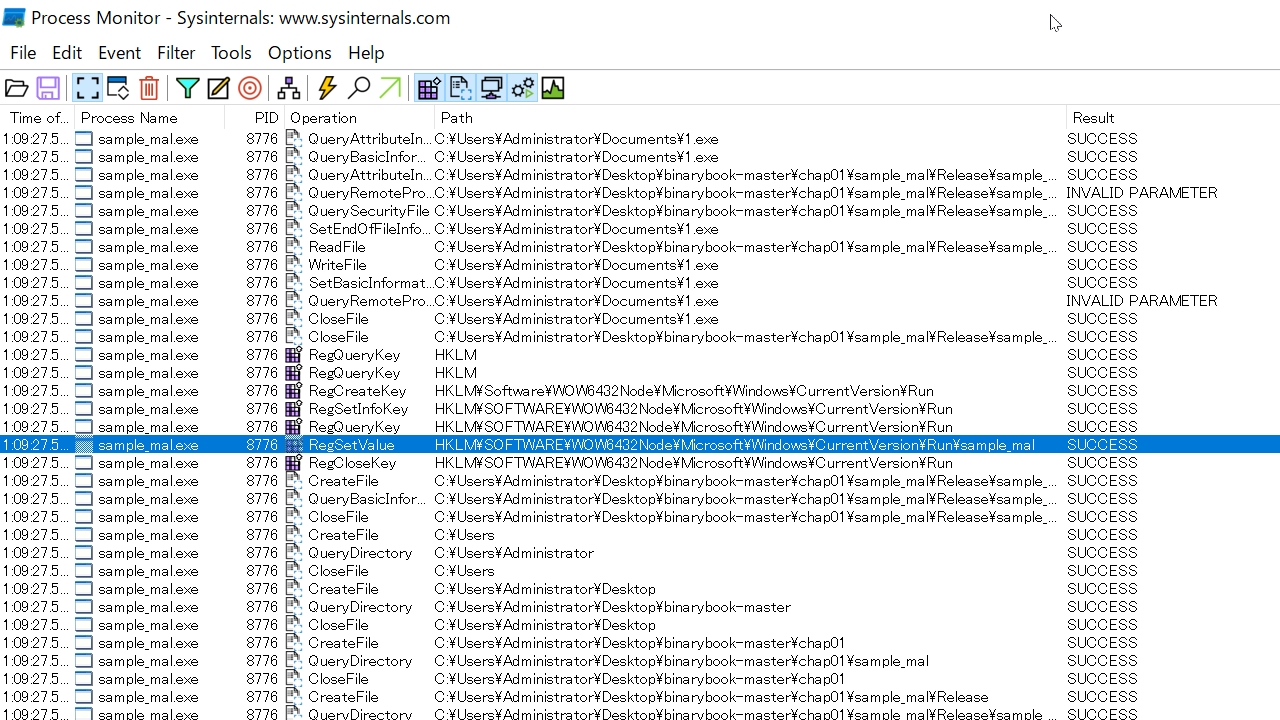 Process Monitor - Sysinternals: www.sysinternals.com
File Edit Event Filter Tools Options Help
Time of... Process Name PID Operation Path Result
1:09:27.5... sample_mal.exe 8776 QueryAttributeIn... C:¥Users¥Administrator¥Documents¥1.exe SUCCESS
1:09:27.5... sample_mal.exe 8776 QueryBasicInfor... C:¥Users¥Administrator¥Documents¥1.exe SUCCESS
1:09:27.5... sample_mal.exe 8776 QueryAttributeIn... C:¥Users¥Administrator¥Desktop¥binarybook-master¥chap01¥sample_mal¥Release¥sample_... SUCCESS
1:09:27.5... sample_mal.exe 8776 QueryRemotePro... C:¥Users¥Administrator¥Desktop¥binarybook-master¥chap01¥sample_mal¥Release¥sample_... INVALID PARAMETER
1:09:27.5... sample_mal.exe 8776 QuerySecurityFile C:¥Users¥Administrator¥Desktop¥binarybook-master¥chap01¥sample_mal¥Release¥sample_... SUCCESS
1:09:27.5... sample_mal.exe 8776 SetEndOfFileInfo... C:¥Users¥Administrator¥Documents¥1.exe SUCCESS
1:09:27.5... sample_mal.exe 8776 ReadFile C:¥Users¥Administrator¥Desktop¥binarybook-master¥chap01¥sample_mal¥Release¥sample_... SUCCESS
1:09:27.5... sample_mal.exe 8776 WriteFile C:¥Users¥Administrator¥Documents¥1.exe SUCCESS
1:09:27.5... sample_mal.exe 8776 SetBasicInformat... C:¥Users¥Administrator¥Documents¥1.exe SUCCESS
1:09:27.5... sample_mal.exe 8776 QueryRemotePro... C:¥Users¥Administrator¥Documents¥1.exe INVALID PARAMETER
1:09:27.5... sample_mal.exe 8776 CloseFile C:¥Users¥Administrator¥Documents¥1.exe SUCCESS
1:09:27.5... sample_mal.exe 8776 CloseFile C:¥Users¥Administrator¥Desktop¥binarybook-master¥chap01¥sample_mal¥Release¥sample_... SUCCESS
1:09:27.5... sample_mal.exe 8776 RegQueryKey HKLM SUCCESS
1:09:27.5... sample_mal.exe 8776 RegQueryKey HKLM SUCCESS
1:09:27.5... sample_mal.exe 8776 RegCreateKey HKLM¥Software¥WOW6432Node¥Microsoft¥Windows¥CurrentVersion¥Run SUCCESS
1:09:27.5... sample_mal.exe 8776 RegSetInfoKey HKLM¥SOFTWARE¥WOW6432Node¥Microsoft¥Windows¥CurrentVersion¥Run SUCCESS
1:09:27.5... sample_mal.exe 8776 RegQueryKey HKLM¥SOFTWARE¥WOW6432Node¥Microsoft¥Windows¥CurrentVersion¥Run SUCCESS
1:09:27.5... sample_mal.exe 8776 RegSetValue HKLM¥SOFTWARE¥WOW6432Node¥Microsoft¥Windows¥CurrentVersion¥Run¥sample_mal SUCCESS
1:09:27.5... sample_mal.exe 8776 RegCloseKey HKLM¥SOFTWARE¥WOW6432Node¥Microsoft¥Windows¥CurrentVersion¥Run SUCCESS
1:09:27.5... sample_mal.exe 8776 CreateFile C:¥Users¥Administrator¥Desktop¥binarybook-master¥chap01¥sample_mal¥Release¥sample_... SUCCESS
1:09:27.5... sample_mal.exe 8776 QueryBasicInfor... C:¥Users¥Administrator¥Desktop¥binarybook-master¥chap01¥sample_mal¥Release¥sample_... SUCCESS
1:09:27.5... sample_mal.exe 8776 CloseFile C:¥Users¥Administrator¥Desktop¥binarybook-master¥chap01¥sample_mal¥Release¥sample_... SUCCESS
1:09:27.5... sample_mal.exe 8776 CreateFile C:¥Users SUCCESS
1:09:27.5... sample_mal.exe 8776 QueryDirectory C:¥Users¥Administrator SUCCESS
1:09:27.5... sample_mal.exe 8776 CloseFile C:¥Users SUCCESS
1:09:27.5... sample_mal.exe 8776 CreateFile C:¥Users¥Administrator¥Desktop SUCCESS
1:09:27.5... sample_mal.exe 8776 QueryDirectory C:¥Users¥Administrator¥Desktop¥binarybook-master SUCCESS
1:09:27.5... sample_mal.exe 8776 CloseFile C:¥Users¥Administrator¥Desktop SUCCESS
1:09:27.5... sample_mal.exe 8776 CreateFile C:¥Users¥Administrator¥Desktop¥binarybook-master¥chap01 SUCCESS
1:09:27.5... sample_mal.exe 8776 QueryDirectory C:¥Users¥Administrator¥Desktop¥binarybook-master¥chap01¥sample_mal SUCCESS
1:09:27.5... sample_mal.exe 8776 CloseFile C:¥Users¥Administrator¥Desktop¥binarybook-master¥chap01 SUCCESS
1:09:27.5... sample_mal.exe 8776 CreateFile C:¥Users¥Administrator¥Desktop¥binarybook-master¥chap01¥sample_mal¥Release SUCCESS
1:09:27.5... sample_mal.exe 8776 QueryDirectory C:¥Users¥Administrator¥Desktop¥binarybook-master¥chap01¥sample_mal¥Release¥sample_... SUCCESS